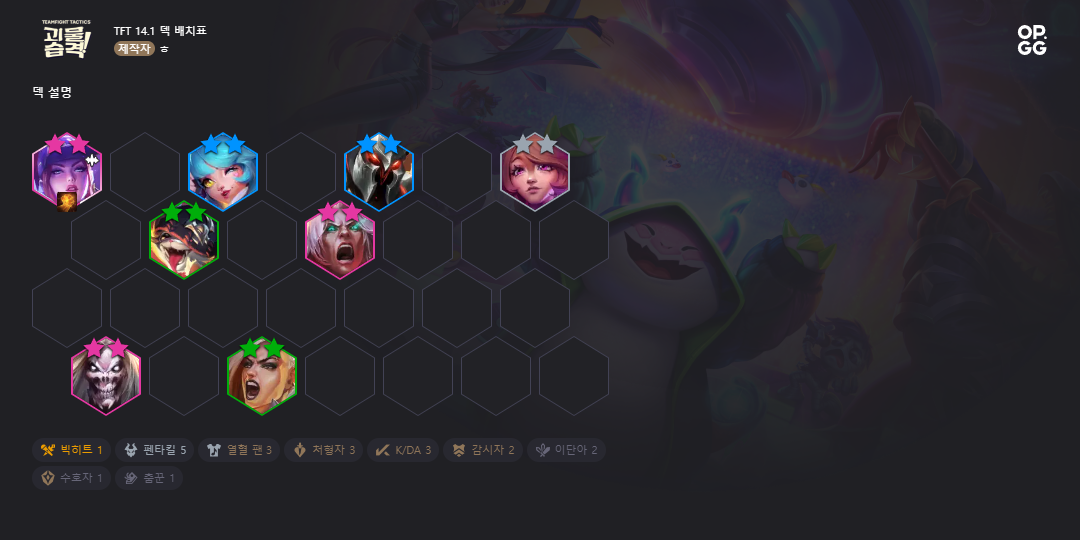 TEAMFIGHT TACTICS
괴물
습격!
TFT 14.1 덱 배치표
제작자 ㅎ
OP.
GG
덱 설명
빅히트 1 펜타킬 5 열혈 팬 3 처형자 3 K/DA 3 감시자 2 이단아 2
수호자 1 춤꾼 1